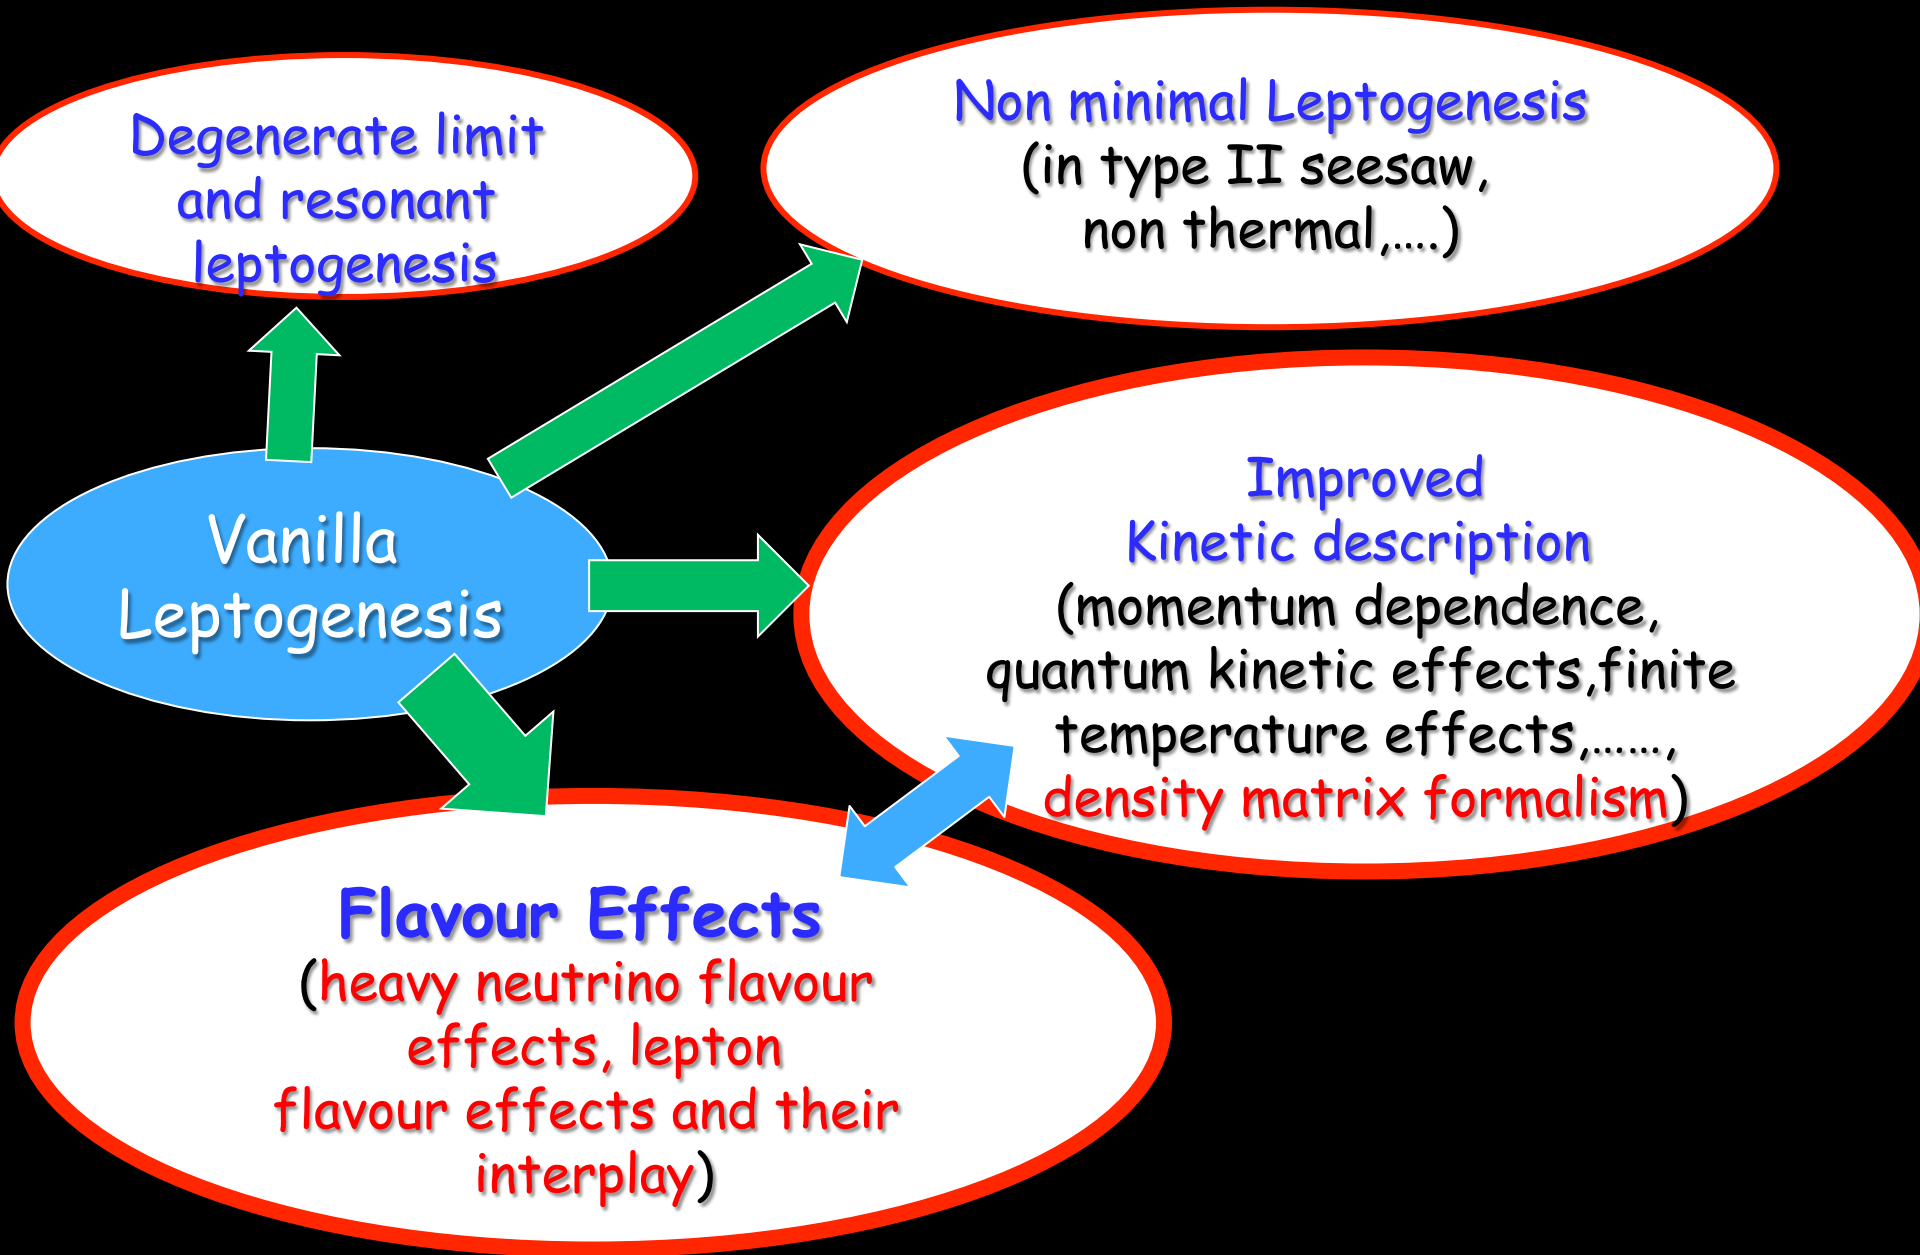 Degenerate limit
and resonant
leptogenesis
Non minimal Leptogenesis
(in type II seesaw,
non thermal,....)
Vanilla
Leptogenesis
Improved
Kinetic description
(momentum dependence,
quantum kinetic effects,finite
temperature effects,......,
density matrix formalism)
Flavour Effects
(heavy neutrino flavour
effects, lepton
flavour effects and their
interplay)